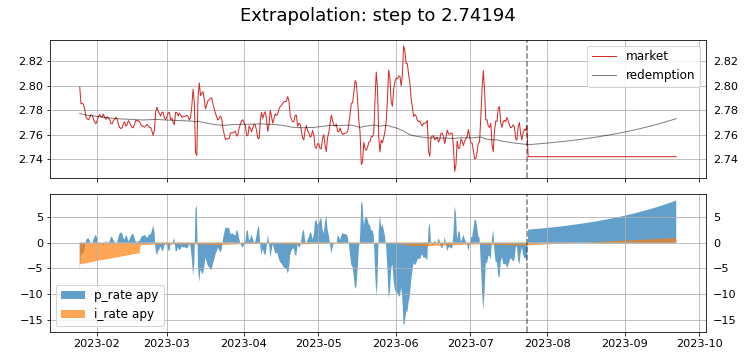 Extrapolation: step to 2.74194
2.82 2.82
2.80 2.80
2.78 2.78
2.76 2.76
2.74 2.74
market
redemption
5 5
0 0
−5 −5
−10 −10
−15 −15
p_rate apy
i_rate apy
2023-02 2023-03 2023-04 2023-05 2023-06 2023-07 2023-08 2023-09 2023-10